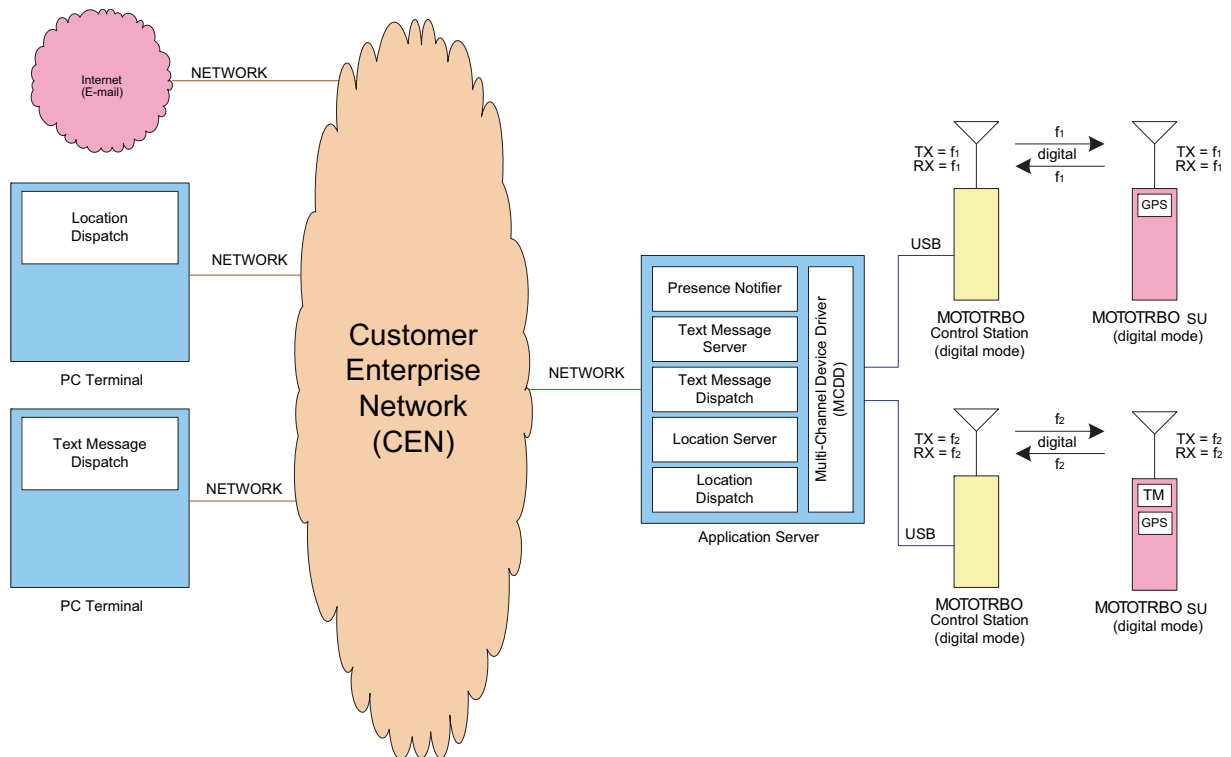 Internet
(E-mail)
NETWORK
Location
Dispatch
NETWORK
PC Terminal
Text Message
Dispatch
NETWORK
PC Terminal
Customer
Enterprise
Network
(CEN)
NETWORK
Presence Notifier
Text Message
Server
Text Message
Dispatch
Location Server
Location
Dispatch
Multi-Channel Device Driver
(MCDD)
Application Server
USB
USB
TX = f₁
RX = f₁
f₁
digital
f₁
TX = f₁
RX = f₁
GPS
MOTOTRBO
Control Station
(digital mode)
MOTOTRBO SU
(digital mode)
TX = f₂
RX = f₂
f₂
digital
f₂
TX = f₂
RX = f₂
TM
GPS
MOTOTRBO
Control Station
(digital mode)
MOTOTRBO SU
(digital mode)